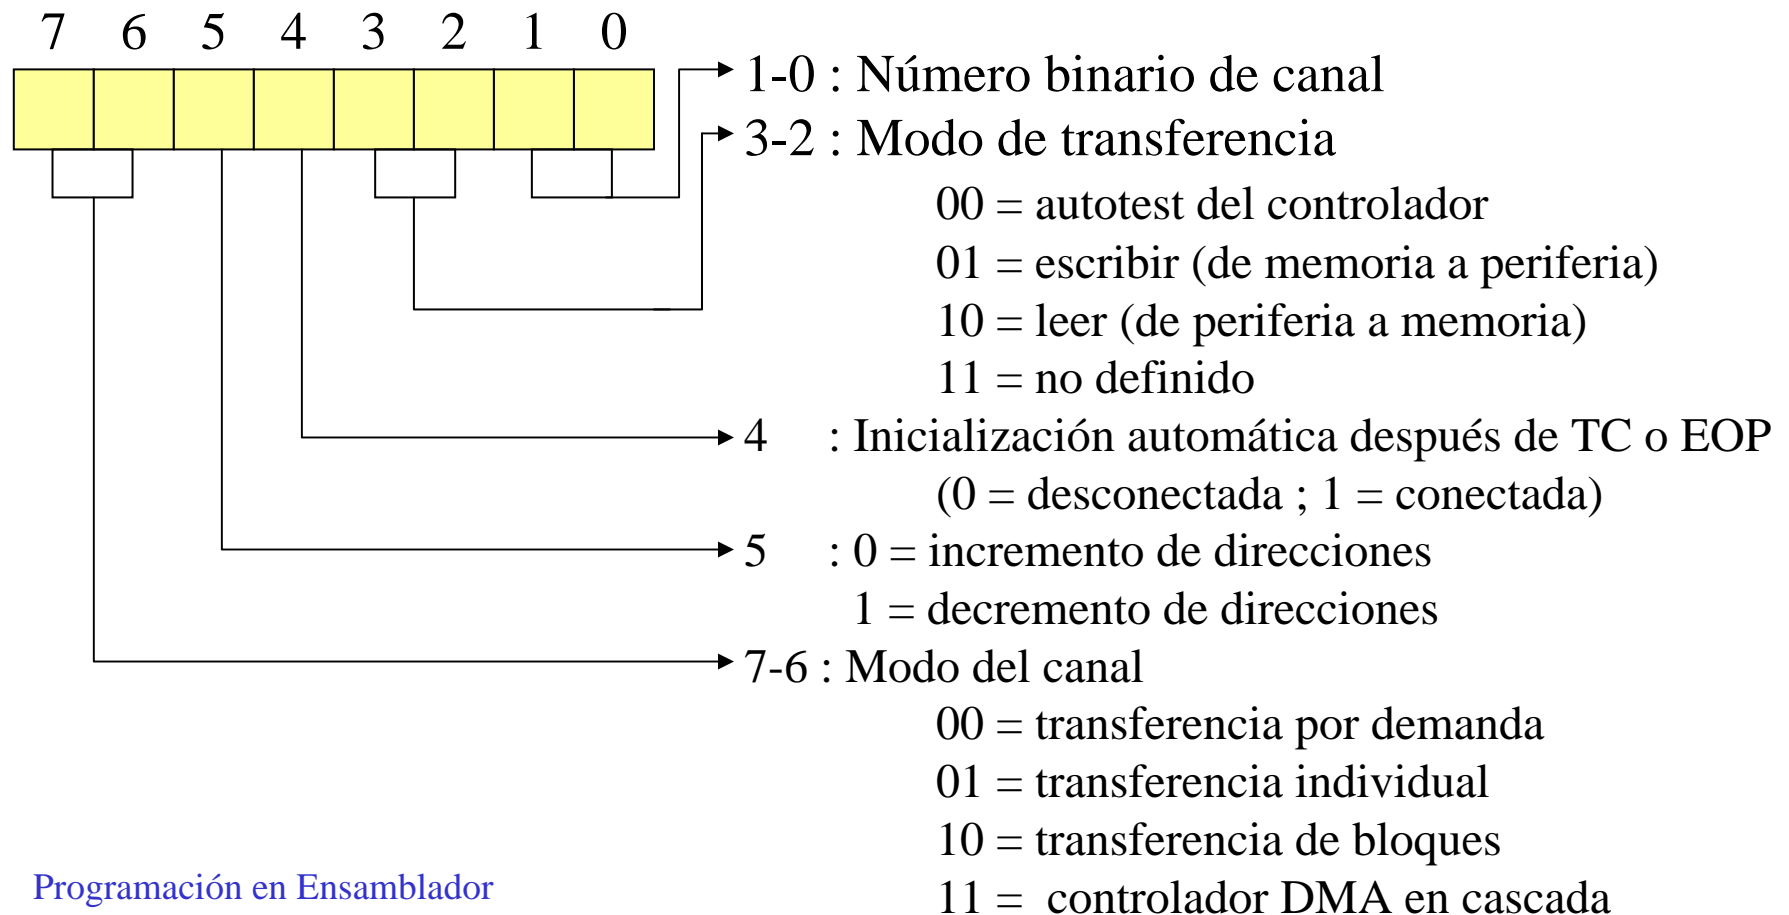 7 6 5 4 3 2 1 0
1-0 : Número binario de canal
3-2 : Modo de transferencia
00 = autotest del controlador
01 = escribir (de memoria a periferia)
10 = leer (de periferia a memoria)
11 = no definido
4 : Inicialización automática después de TC o EOP
(0 = desconectada ; 1 = conectada)
5 : 0 = incremento de direcciones
1 = decremento de direcciones
7-6 : Modo del canal
00 = transferencia por demanda
01 = transferencia individual
10 = transferencia de bloques
11 = controlador DMA en cascada
Programación en Ensamblador